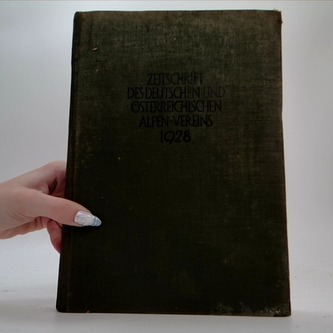 ZEITSCHRIFT
DES DEUTSCHEN UND
ÖSTERREICHISCHEN
ALPEN-VEREINS
1928